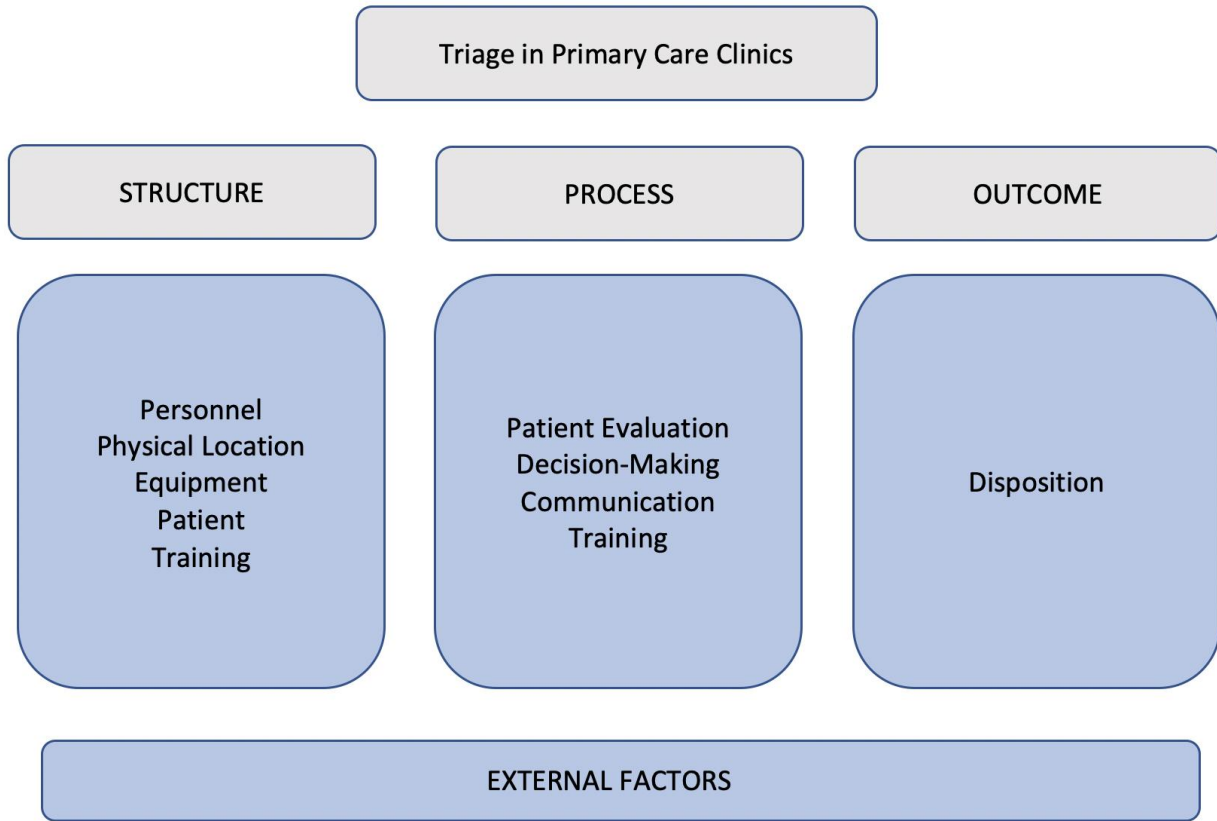 Triage in Primary Care Clinics
STRUCTURE
PROCESS
OUTCOME
Personnel
Physical Location
Equipment
Patient
Training
Patient Evaluation
Decision-Making
Communication
Training
Disposition
EXTERNAL FACTORS